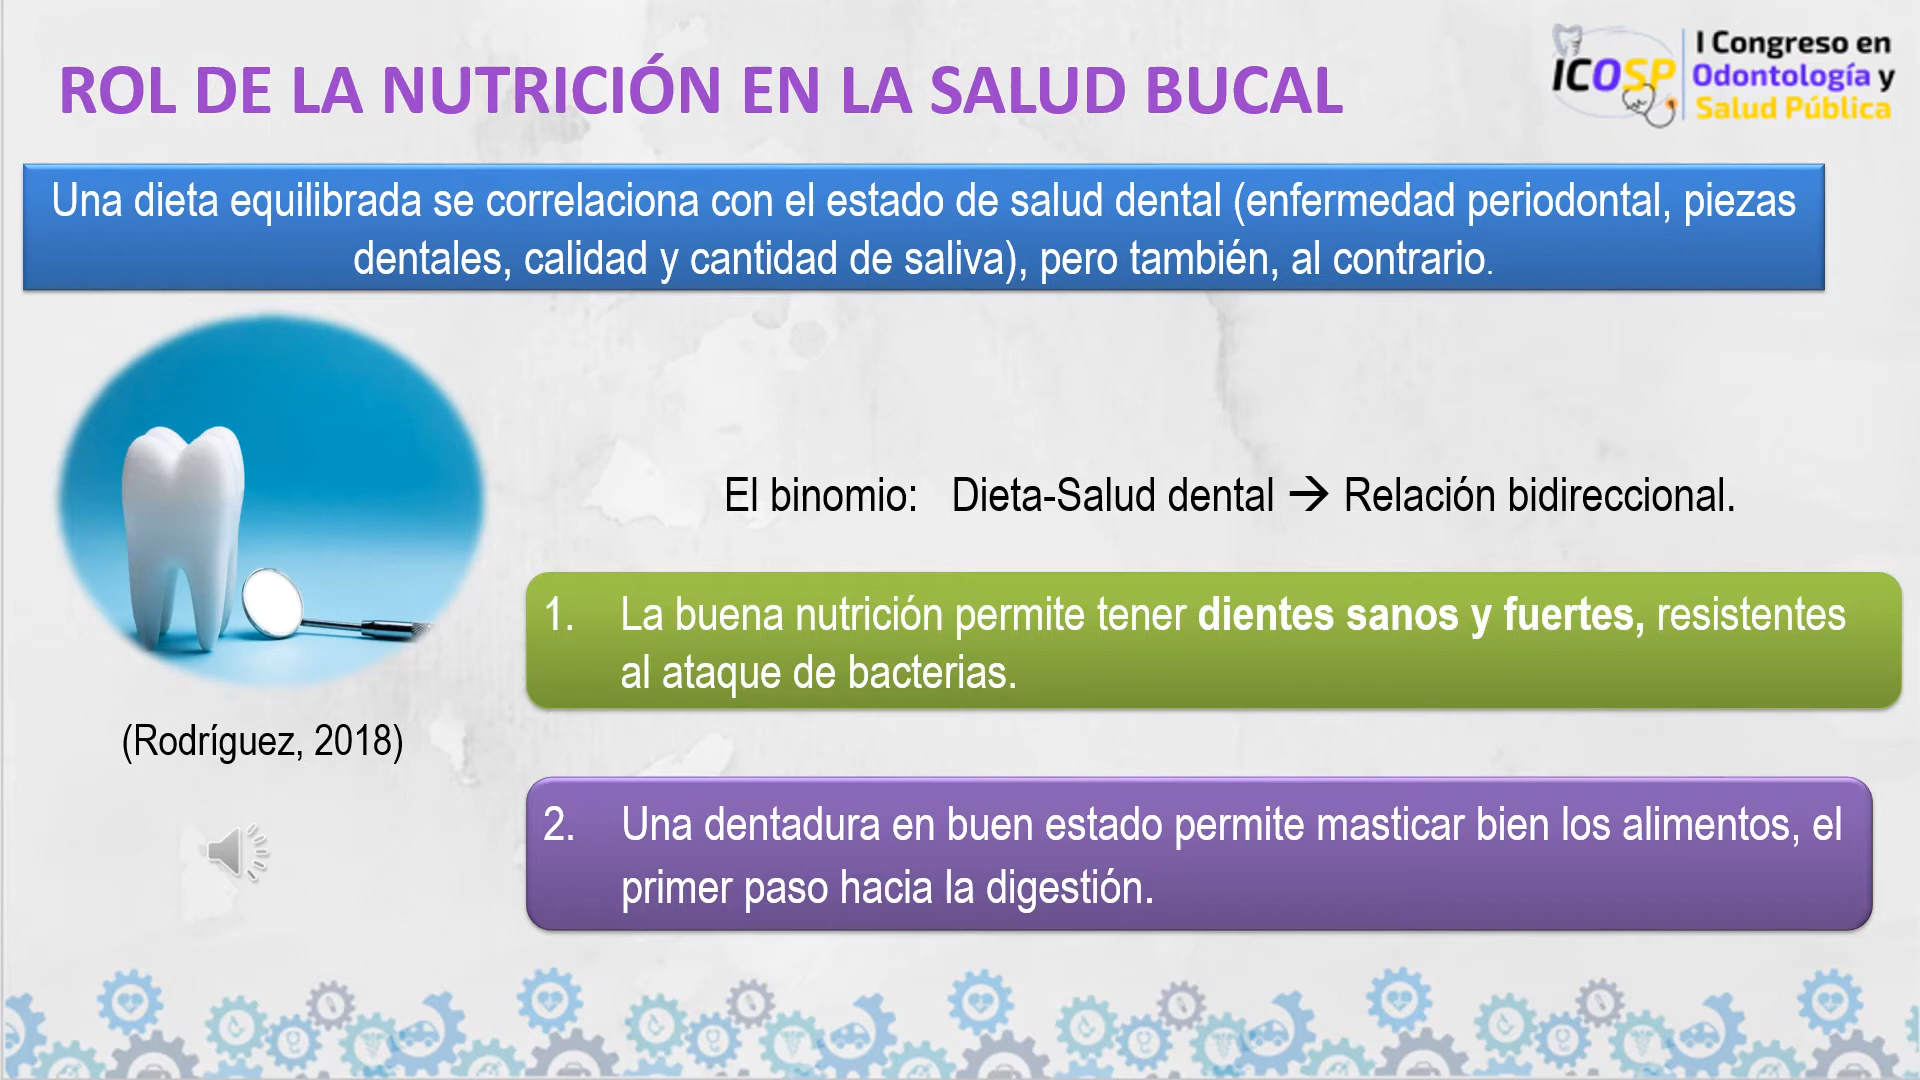 ROL DE LA NUTRICIÓN EN LA SALUD BUCAL
ICOSP
I Congreso en
Odontología y
Salud Pública
Una dieta equilibrada se correlaciona con el estado de salud dental (enfermedad periodontal, piezas
dentales, calidad y cantidad de saliva), pero también, al contrario.
El binomio: Dieta-Salud dental → Relación bidireccional.
1. La buena nutrición permite tener dientes sanos y fuertes, resistentes
al ataque de bacterias.
(Rodríguez, 2018)
2. Una dentadura en buen estado permite masticar bien los alimentos, el
primer paso hacia la digestión.